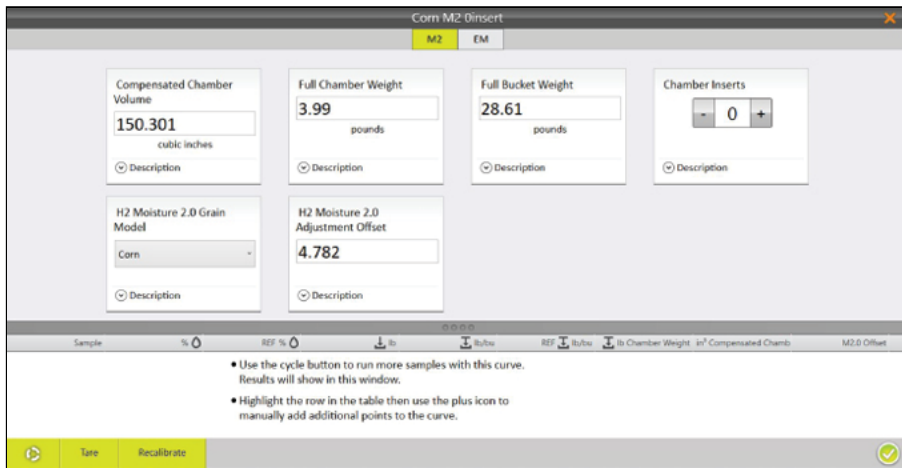 Corn M2 0insert
M2 EM
Compensated Chamber
Volume
150.301
cubic inches
Description
Full Chamber Weight
3.99
pounds
Description
Full Bucket Weight
28.61
pounds
Description
Chamber Inserts
- 0 +
Description
H2 Moisture 2.0 Grain
Model
Corn
Description
H2 Moisture 2.0
Adjustment Offset
4.782
Description
Sample % REF % lb lb/bu REF lb/bu lb Chamber Weight in³ Compensated Chamb M2.0 Offset
• Use the cycle button to run more samples with this curve.
Results will show in this window.
• Highlight the row in the table then use the plus icon to
manually add additional points to the curve.
Tare Recalibrate